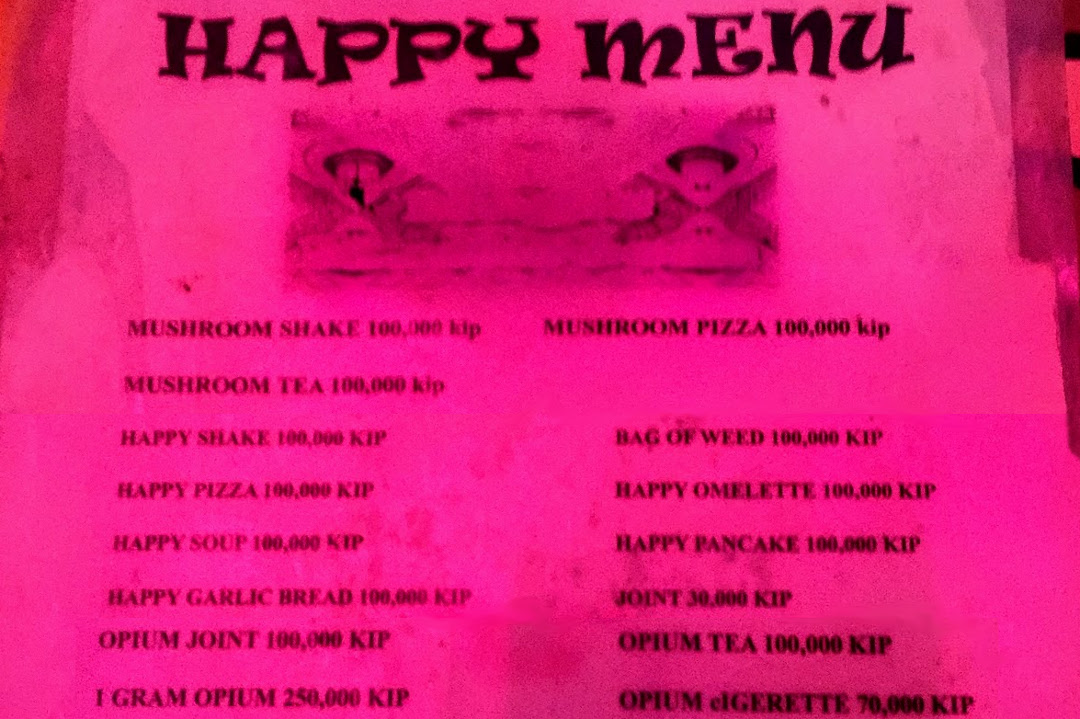 HAPPY MENU
MUSHROOM SHAKE 100,000 kip MUSHROOM PIZZA 100,000 kip
MUSHROOM TEA 100,000 kip
HAPPY SHAKE 100,000 KIP BAG OF WEED 100,000 KIP
HAPPY PIZZA 100,000 KIP HAPPY OMELETTE 100,000 KIP
HAPPY SOUP 100,000 KIP HAPPY PANCAKE 100,000 KIP
HAPPY GARLIC BREAD 100,000 KIP JOINT 30,000 KIP
OPIUM JOINT 100,000 KIP OPIUM TEA 100,000 KIP
1 GRAM OPIUM 250,000 KIP OPIUM cIGERETTE 70,000 KIP